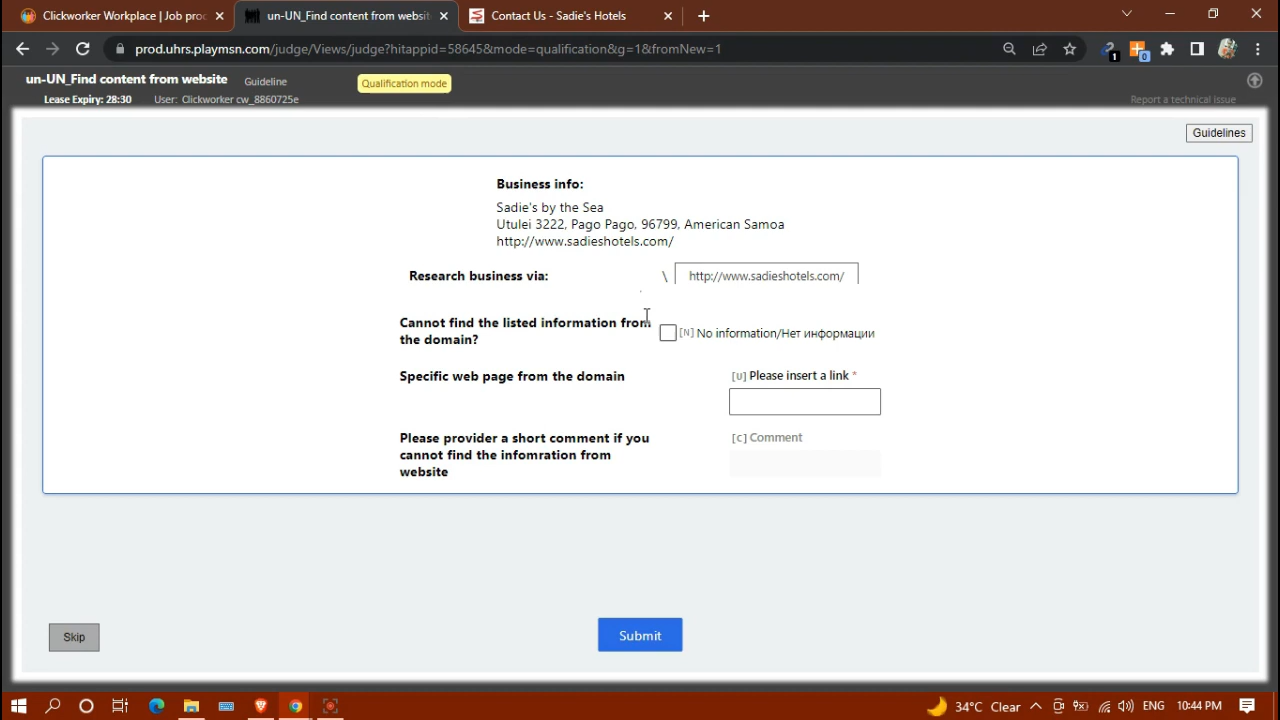 Clickworker Workplace | Job proc
un-UN_Find content from websit
Contact Us - Sadie's Hotels
prod.uhrs.playmsn.com/judge/Views/judge?hitappid=58645&mode=qualification&g=1&fromNew=1
1
0
un-UN_Find content from website
Guideline
Qualification mode
Lease Expiry: 28:30
User: Clickworker cw_8860725e
Report a technical issue
Guidelines
Business info:
Sadie's by the Sea
Utulei 3222, Pago Pago, 96799, American Samoa
http://www.sadieshotels.com/
Research business via:
\
http://www.sadieshotels.com/
Cannot find the listed information from
the domain?
[N] No information/Нет информации
Specific web page from the domain
[U] Please insert a link *
Please provider a short comment if you
cannot find the infomration from
website
[C] Comment
Skip
Submit
34°C Clear
ENG
10:44 PM